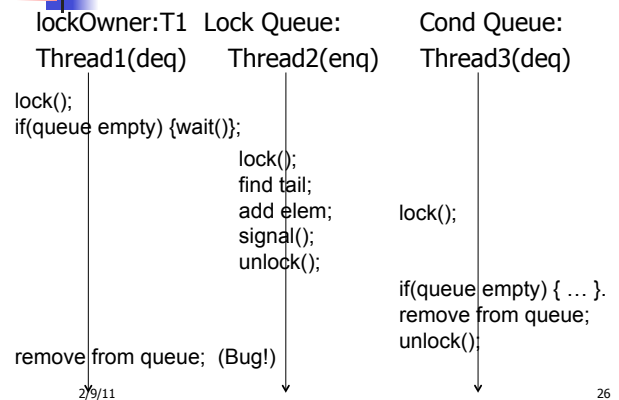 lockOwner:T1 Lock Queue: Cond Queue:
Thread1(deq) Thread2(enq) Thread3(deq)
lock();
if(queue empty) {wait()};
lock();
find tail;
add elem; lock();
signal();
unlock();
if(queue empty) { … }.
remove from queue;
unlock();
remove from queue; (Bug!)
2/9/11 26